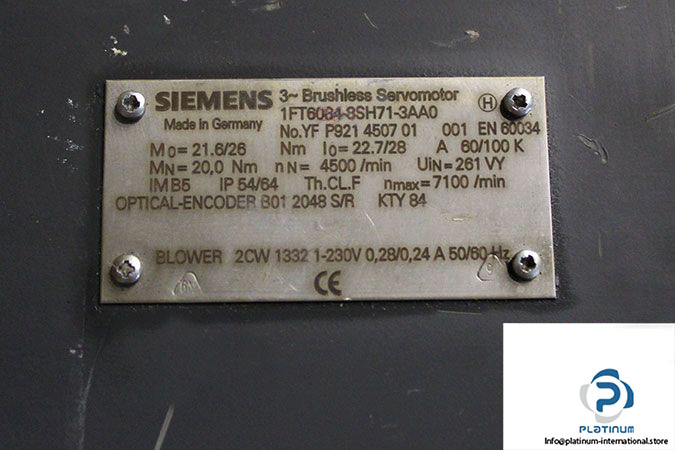 SIEMENS 3~ Brushless Servomotor Ⓗ
1FT6084-8SH71-3AA0
Made in Germany No.YF P921 4507 01 001 EN 60034
M0= 21.6/26 Nm I0= 22.7/28 A 60/100 K
MN= 20,0 Nm nN= 4500 /min UIN= 261 VY
IM B5 IP 54/64 Th.CL.F nmax= 7100 /min
OPTICAL-ENCODER B01 2048 S/R KTY 84
BLOWER 2CW 1332 1-230V 0,28/0,24 A 50/60 Hz
CE
PLATINUM
Info@platinum-international.store